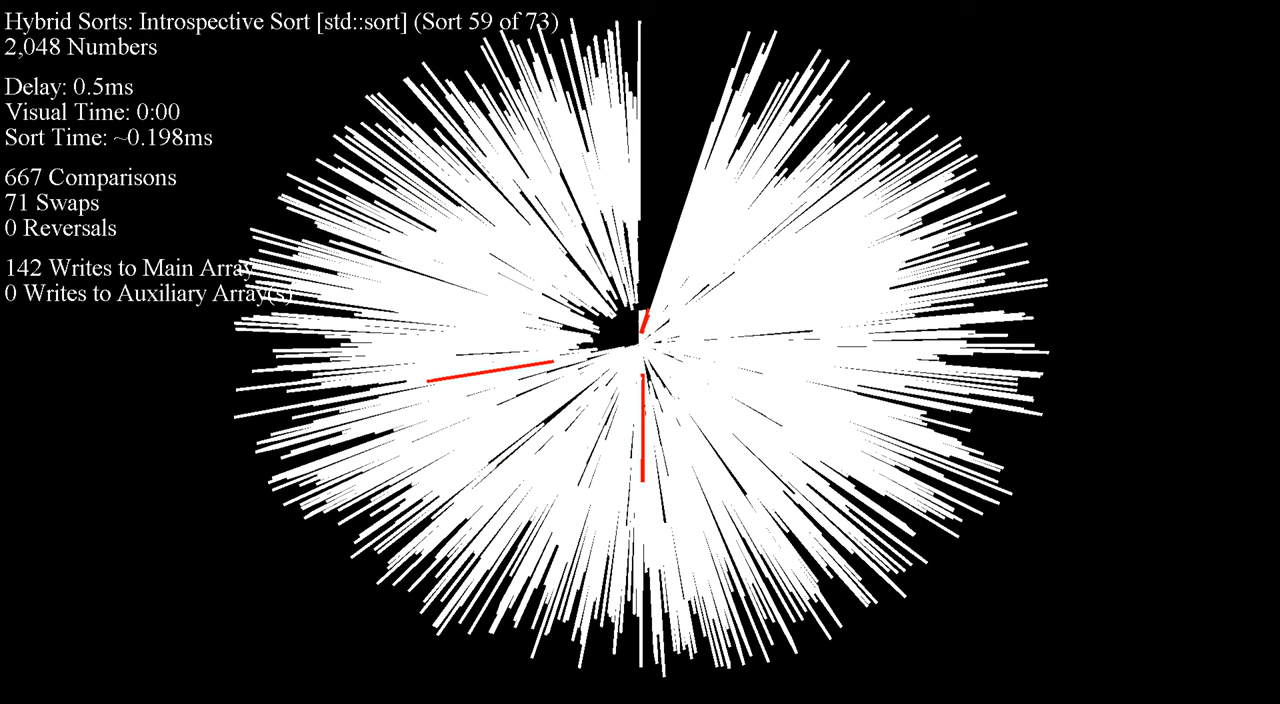 Hybrid Sorts: Introspective Sort [std::sort] (Sort 59 of 73)
2,048 Numbers
Delay: 0.5ms
Visual Time: 0:00
Sort Time: ~0.198ms
667 Comparisons
71 Swaps
0 Reversals
142 Writes to Main Array
0 Writes to Auxiliary Array(s)